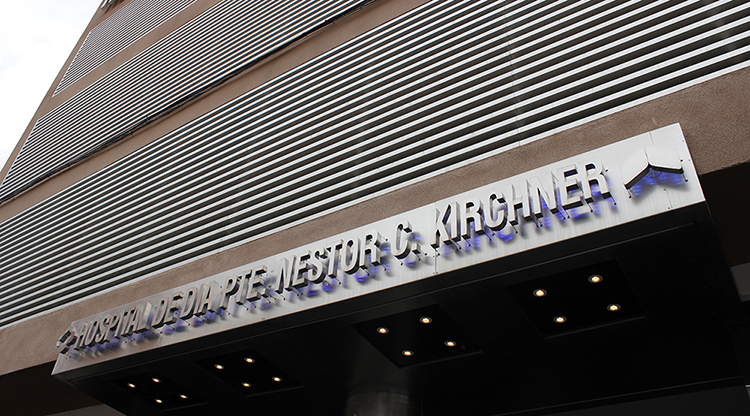 HOSPITAL DE DIA PTE. NESTOR C. KIRCHNER